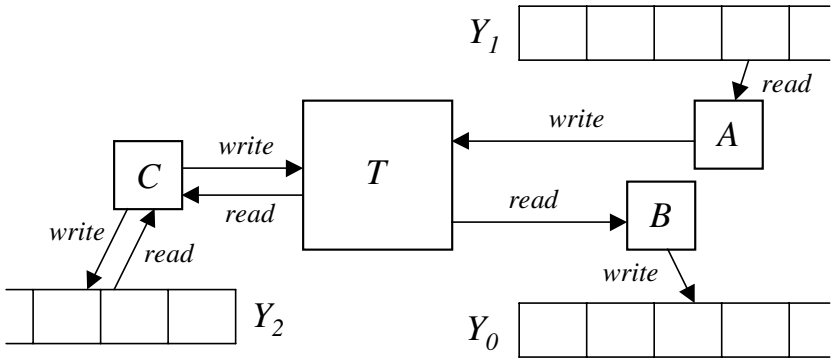 Y1
read
write
A
write
C
T
read
read
B
write
read
write
Y2
Y0